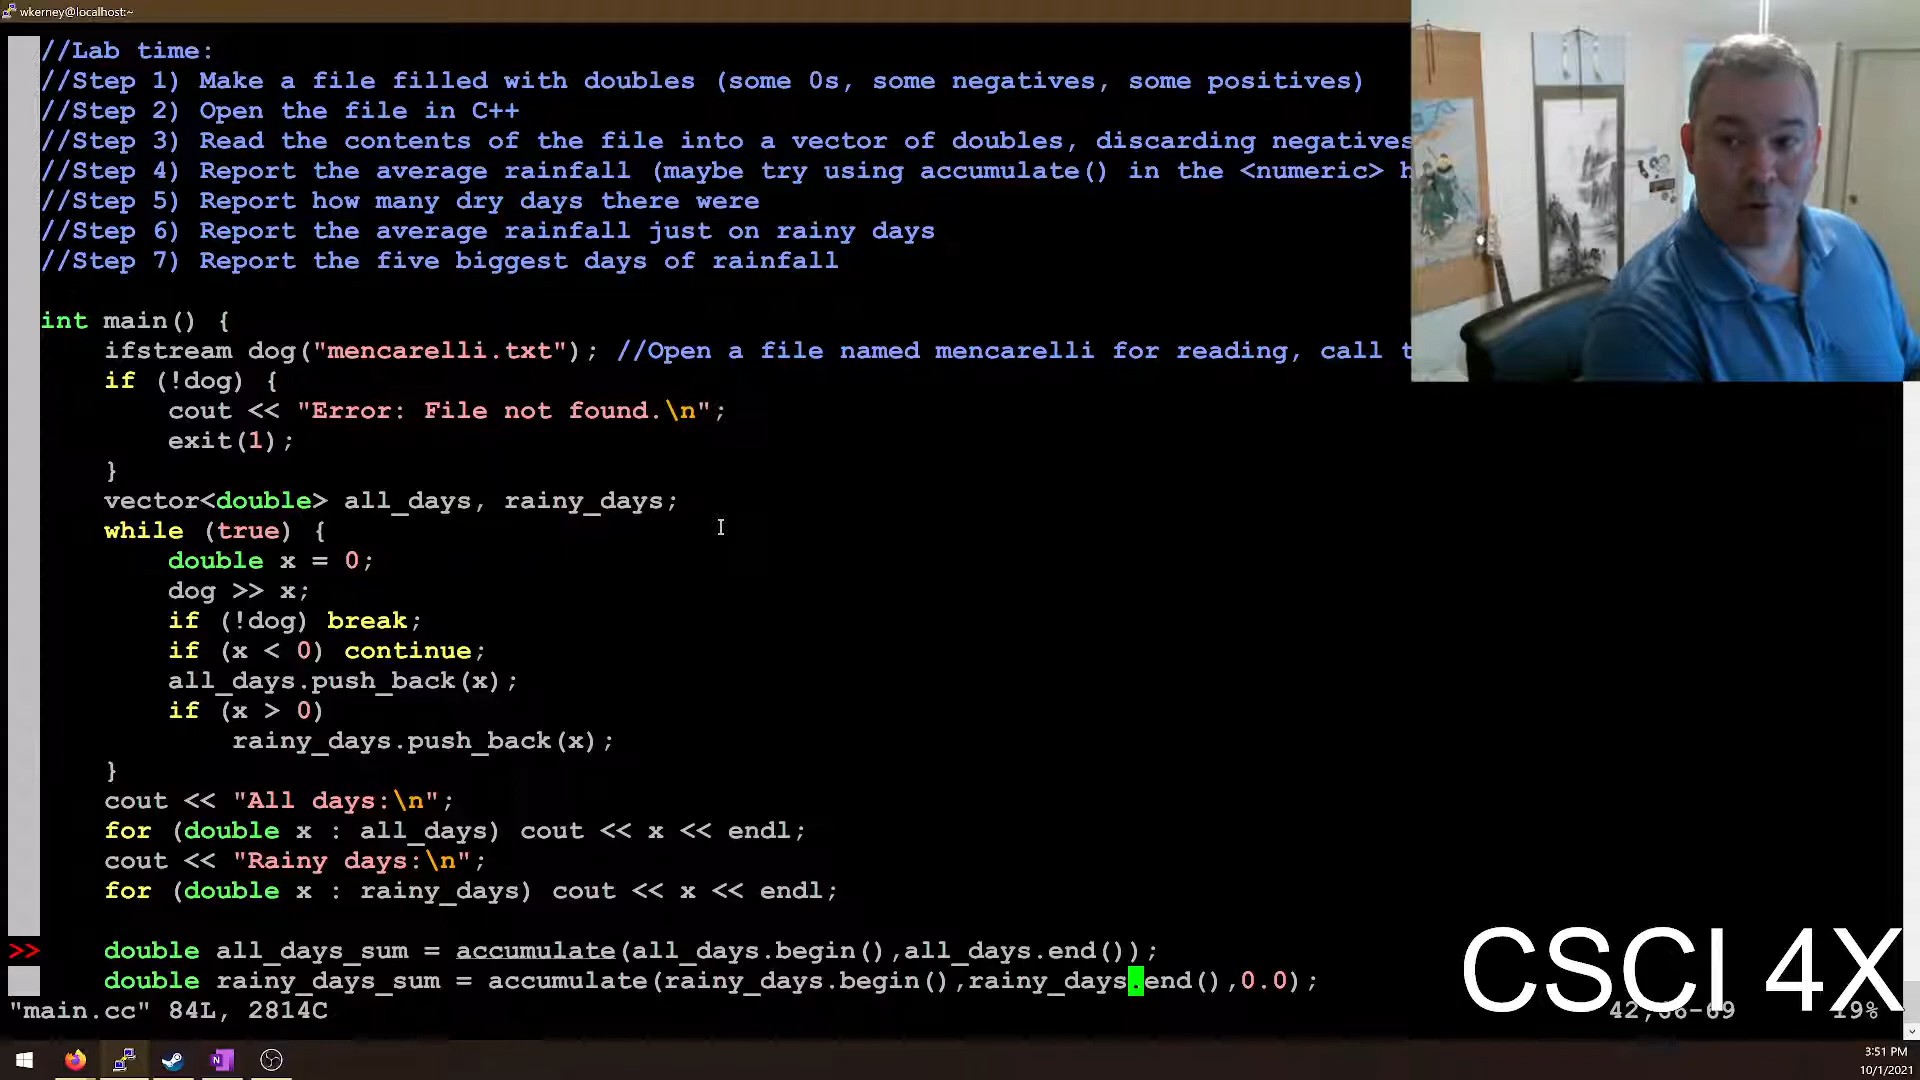 wkerney@localhost:~
//Lab time:
//Step 1) Make a file filled with doubles (some 0s, some negatives, some positives)
//Step 2) Open the file in C++
//Step 3) Read the contents of the file into a vector of doubles, discarding negatives
//Step 4) Report the average rainfall (maybe try using accumulate() in the <numeric> h
//Step 5) Report how many dry days there were
//Step 6) Report the average rainfall just on rainy days
//Step 7) Report the five biggest days of rainfall
int main() {
ifstream dog("mencarelli.txt"); //Open a file named mencarelli for reading, call t
if (!dog) {
cout << "Error: File not found.\n";
exit(1);
}
vector<double> all_days, rainy_days;
while (true) {
double x = 0;
dog >> x;
if (!dog) break;
if (x < 0) continue;
all_days.push_back(x);
if (x > 0)
rainy_days.push_back(x);
}
cout << "All days:\n";
for (double x : all_days) cout << x << endl;
cout << "Rainy days:\n";
for (double x : rainy_days) cout << x << endl;
>> double all_days_sum = accumulate(all_days.begin(),all_days.end());
double rainy_days_sum = accumulate(rainy_days.begin(),rainy_days.end(),0.0);
"main.cc" 84L, 2814C
CSCI 4X
3:51 PM
10/1/2021